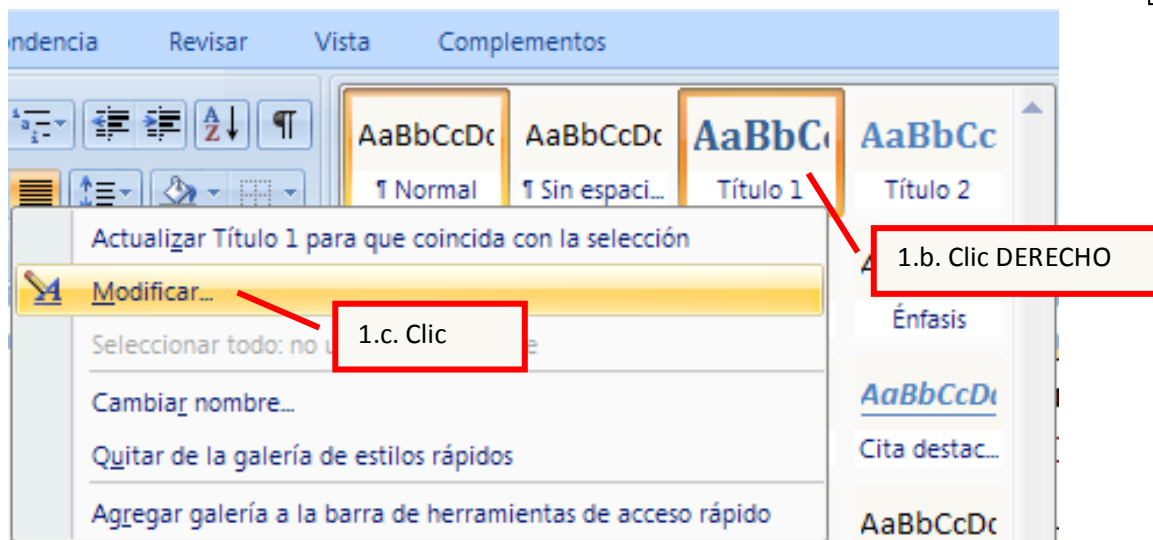 ndencia Revisar Vista Complementos
AaBbCcDc AaBbCcDc AaBbC AaBbCc
¶ Normal ¶ Sin espaci... Título 1 Título 2
Actualizar Título 1 para que coincida con la selección
1.b. Clic DERECHO
Modificar...
Énfasis
1.c. Clic
Seleccionar todo: no
AaBbCcDc
Cambiar nombre...
Cita destac...
Quitar de la galería de estilos rápidos
Agregar galería a la barra de herramientas de acceso rápido
AaBbCcDc